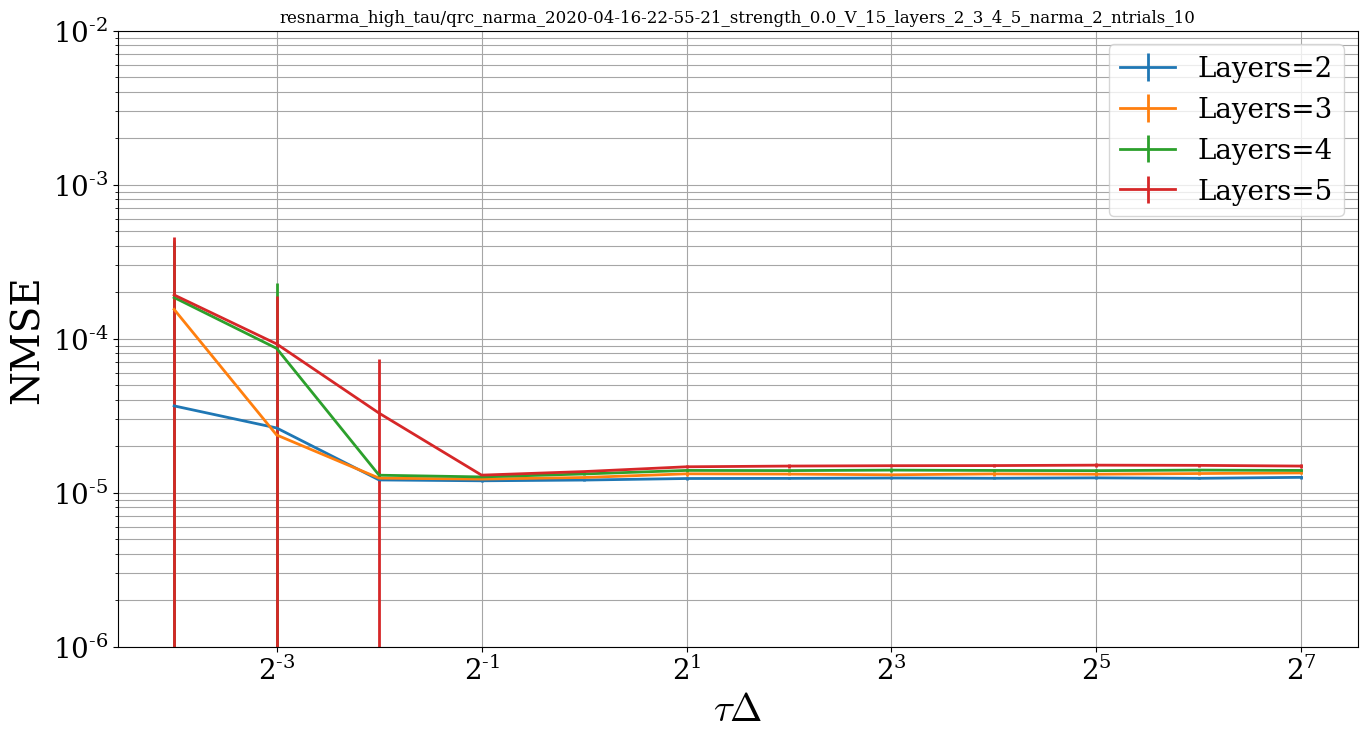 resnarma_high_tau/qrc_narma_2020-04-16-22-55-21_strength_0.0_V_15_layers_2_3_4_5_narma_2_ntrials_10
10^-2
10^-3
10^-4
10^-5
10^-6
NMSE
Layers=2
Layers=3
Layers=4
Layers=5
2^-3 2^-1 2^1 2^3 2^5 2^7
τΔ